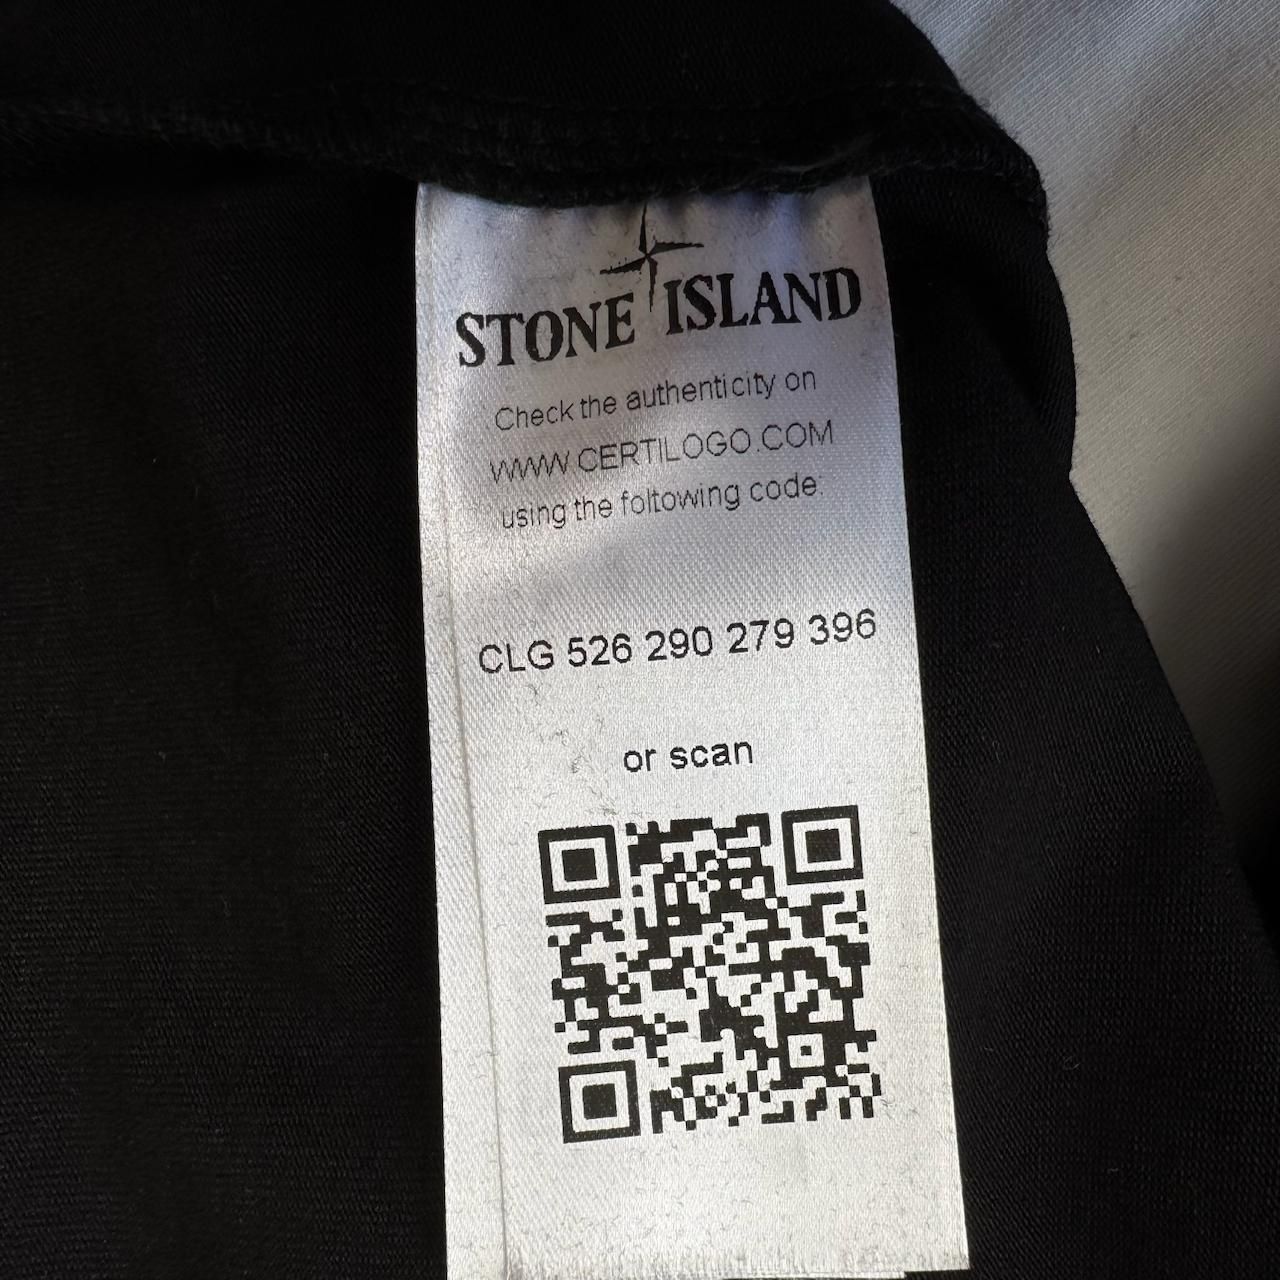 STONE ISLAND
Check the authenticity on
WWW.CERTILOGO.COM
using the foltowing code:
CLG 526 290 279 396
or scan